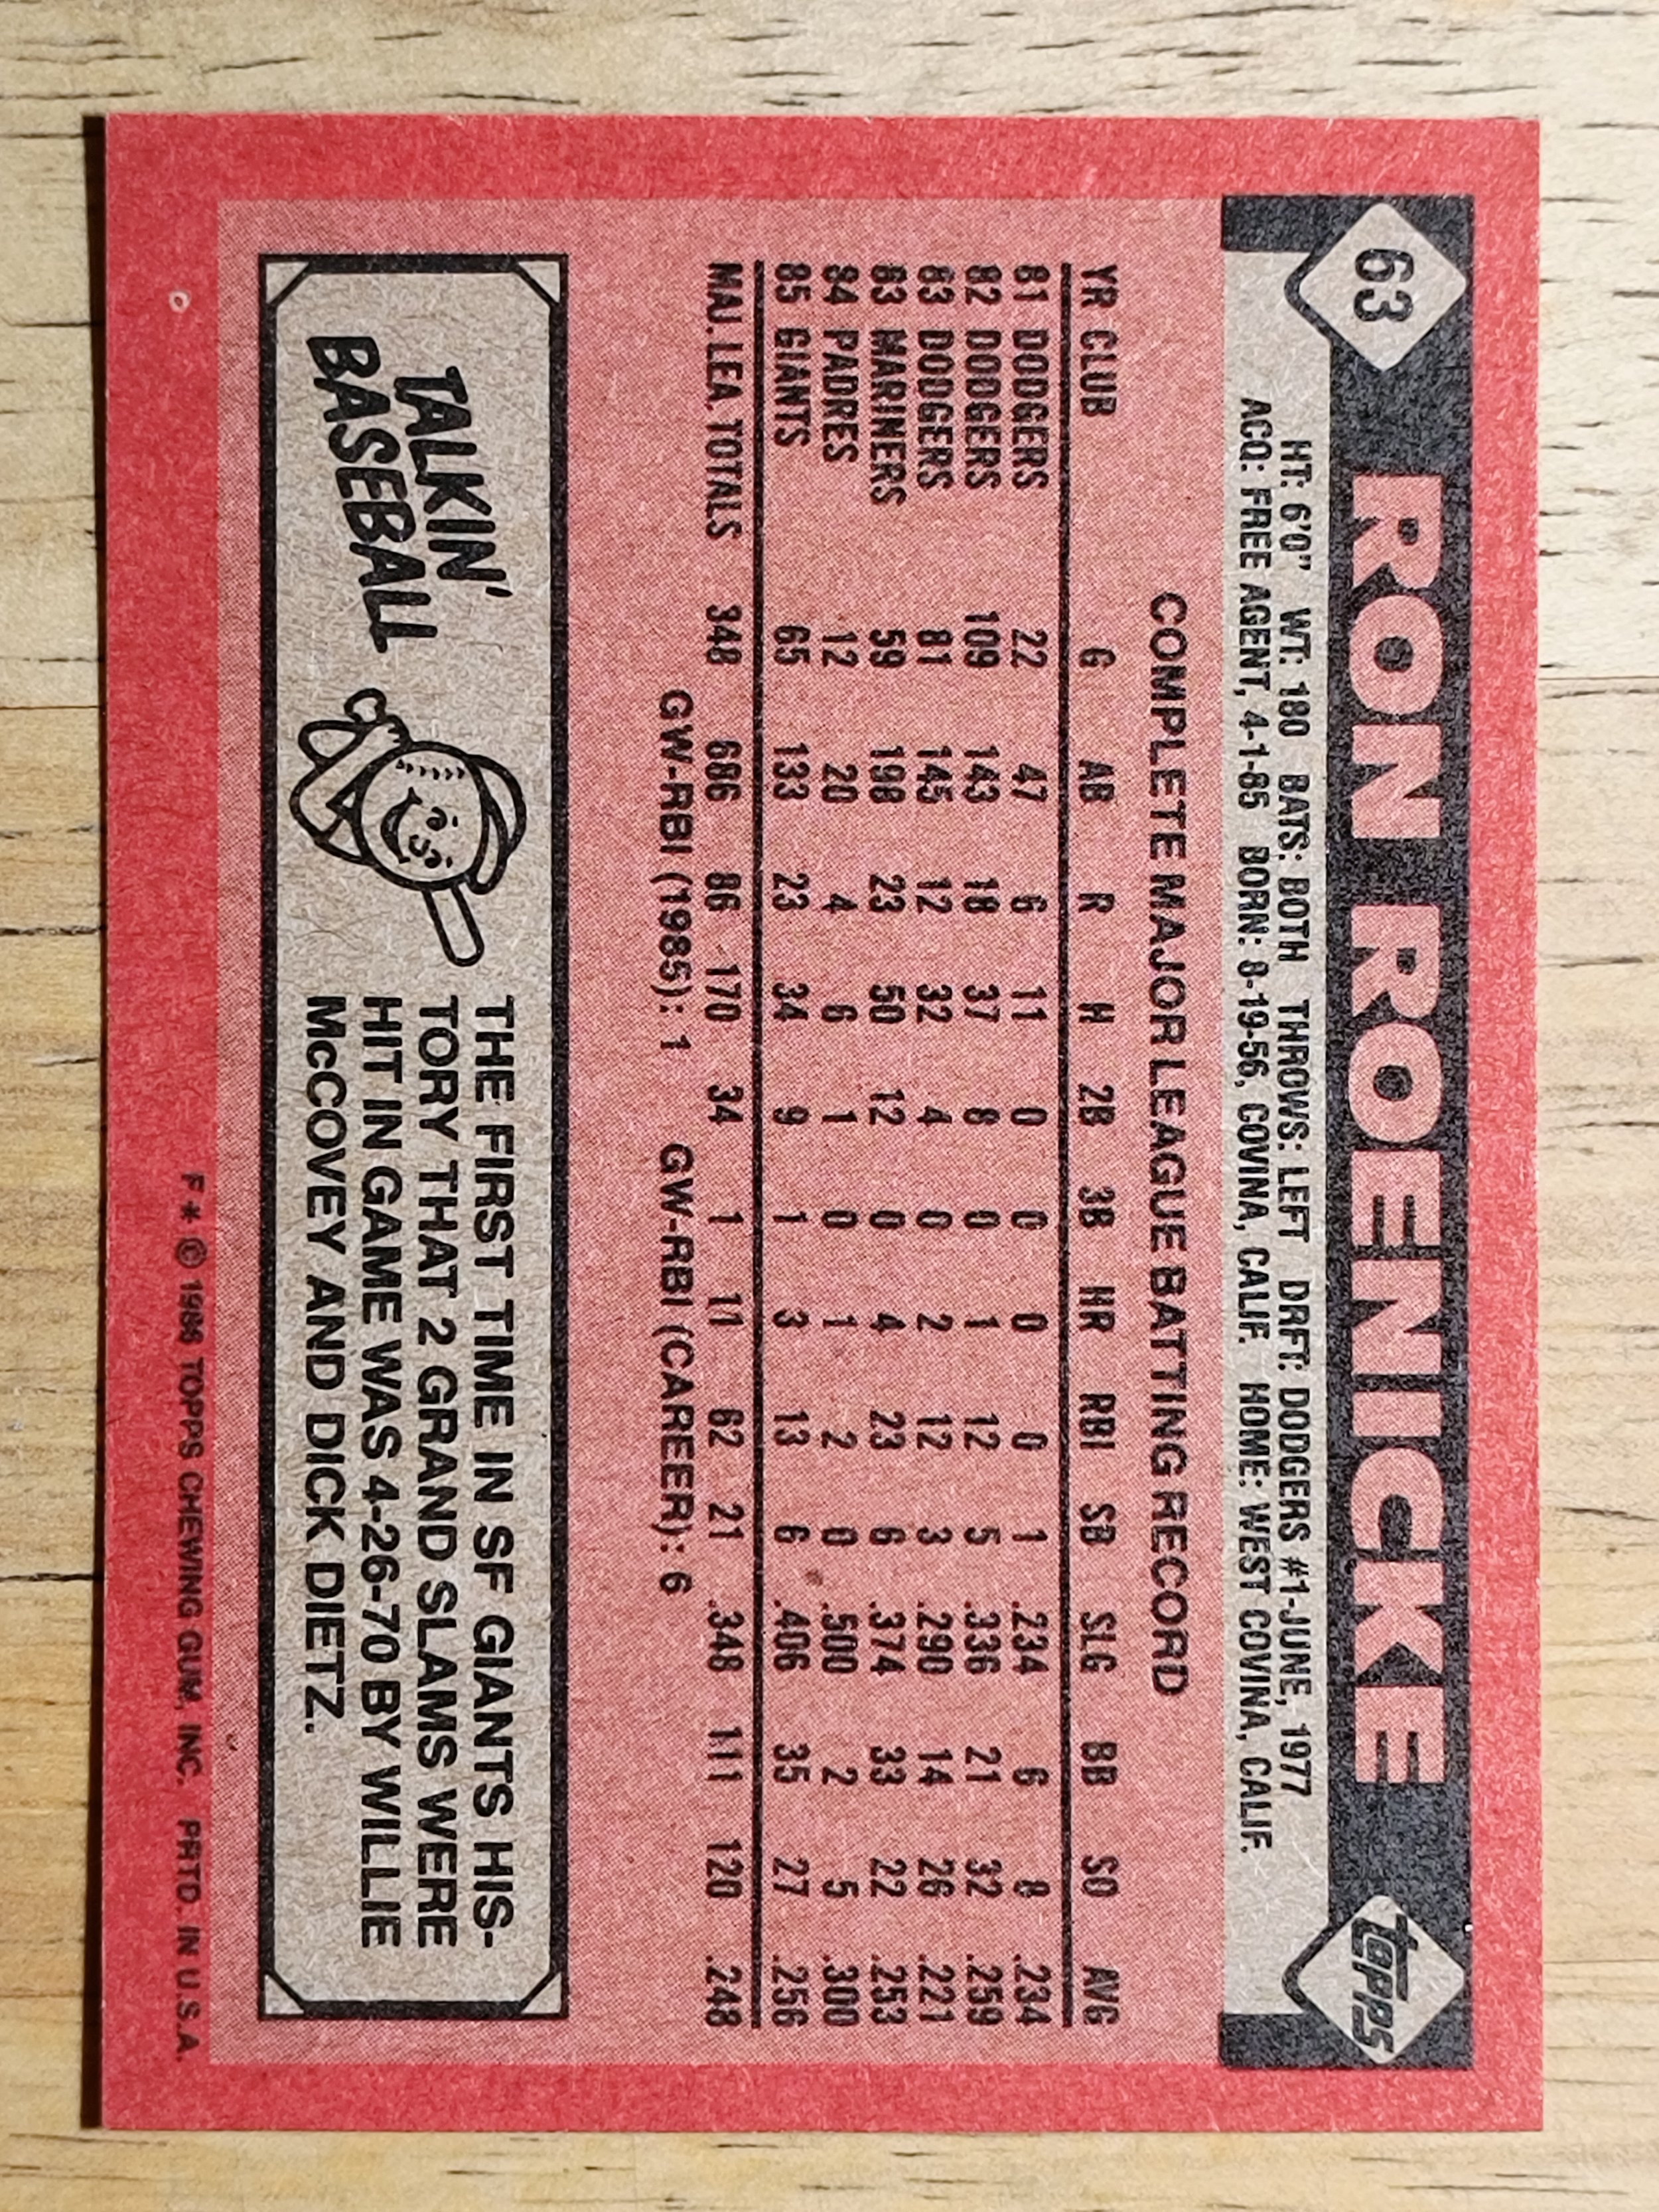 63 RON ROENICKE topps
HT: 6'0" WT: 180 BATS: BOTH THROWS: LEFT DRFT: DODGERS #1-JUNE, 1977
ACQ: FREE AGENT, 4-1-85 BORN: 8-19-56, COVINA, CALIF. HOME: WEST COVINA, CALIF.
COMPLETE MAJOR LEAGUE BATTING RECORD
YR CLUB G AB R H 2B 3B HR RBI SB SLG BB SO AVG
81 DODGERS 22 47 6 11 0 0 0 0 1 .234 6 8 .234
82 DODGERS 109 143 18 37 8 0 1 12 5 .336 21 32 .259
83 DODGERS 81 145 12 32 4 0 2 12 3 .290 14 26 .221
83 MARINERS 59 198 23 50 12 0 4 23 6 .374 33 22 .253
84 PADRES 12 20 4 6 1 0 1 2 0 .500 2 5 .300
85 GIANTS 65 133 23 34 9 1 3 13 6 .406 35 27 .256
MAJ. LEA. TOTALS 348 686 86 170 34 1 11 62 21 .348 111 120 .248
GW-RBI (1985): 1 GW-RBI (CAREER): 6
TALKIN'
BASEBALL
THE FIRST TIME IN SF GIANTS HIS-
TORY THAT 2 GRAND SLAMS WERE
HIT IN GAME WAS 4-26-70 BY WILLIE
McCOVEY AND DICK DIETZ.
F * © 1986 TOPPS CHEWING GUM, INC. PRTD. IN U.S.A.